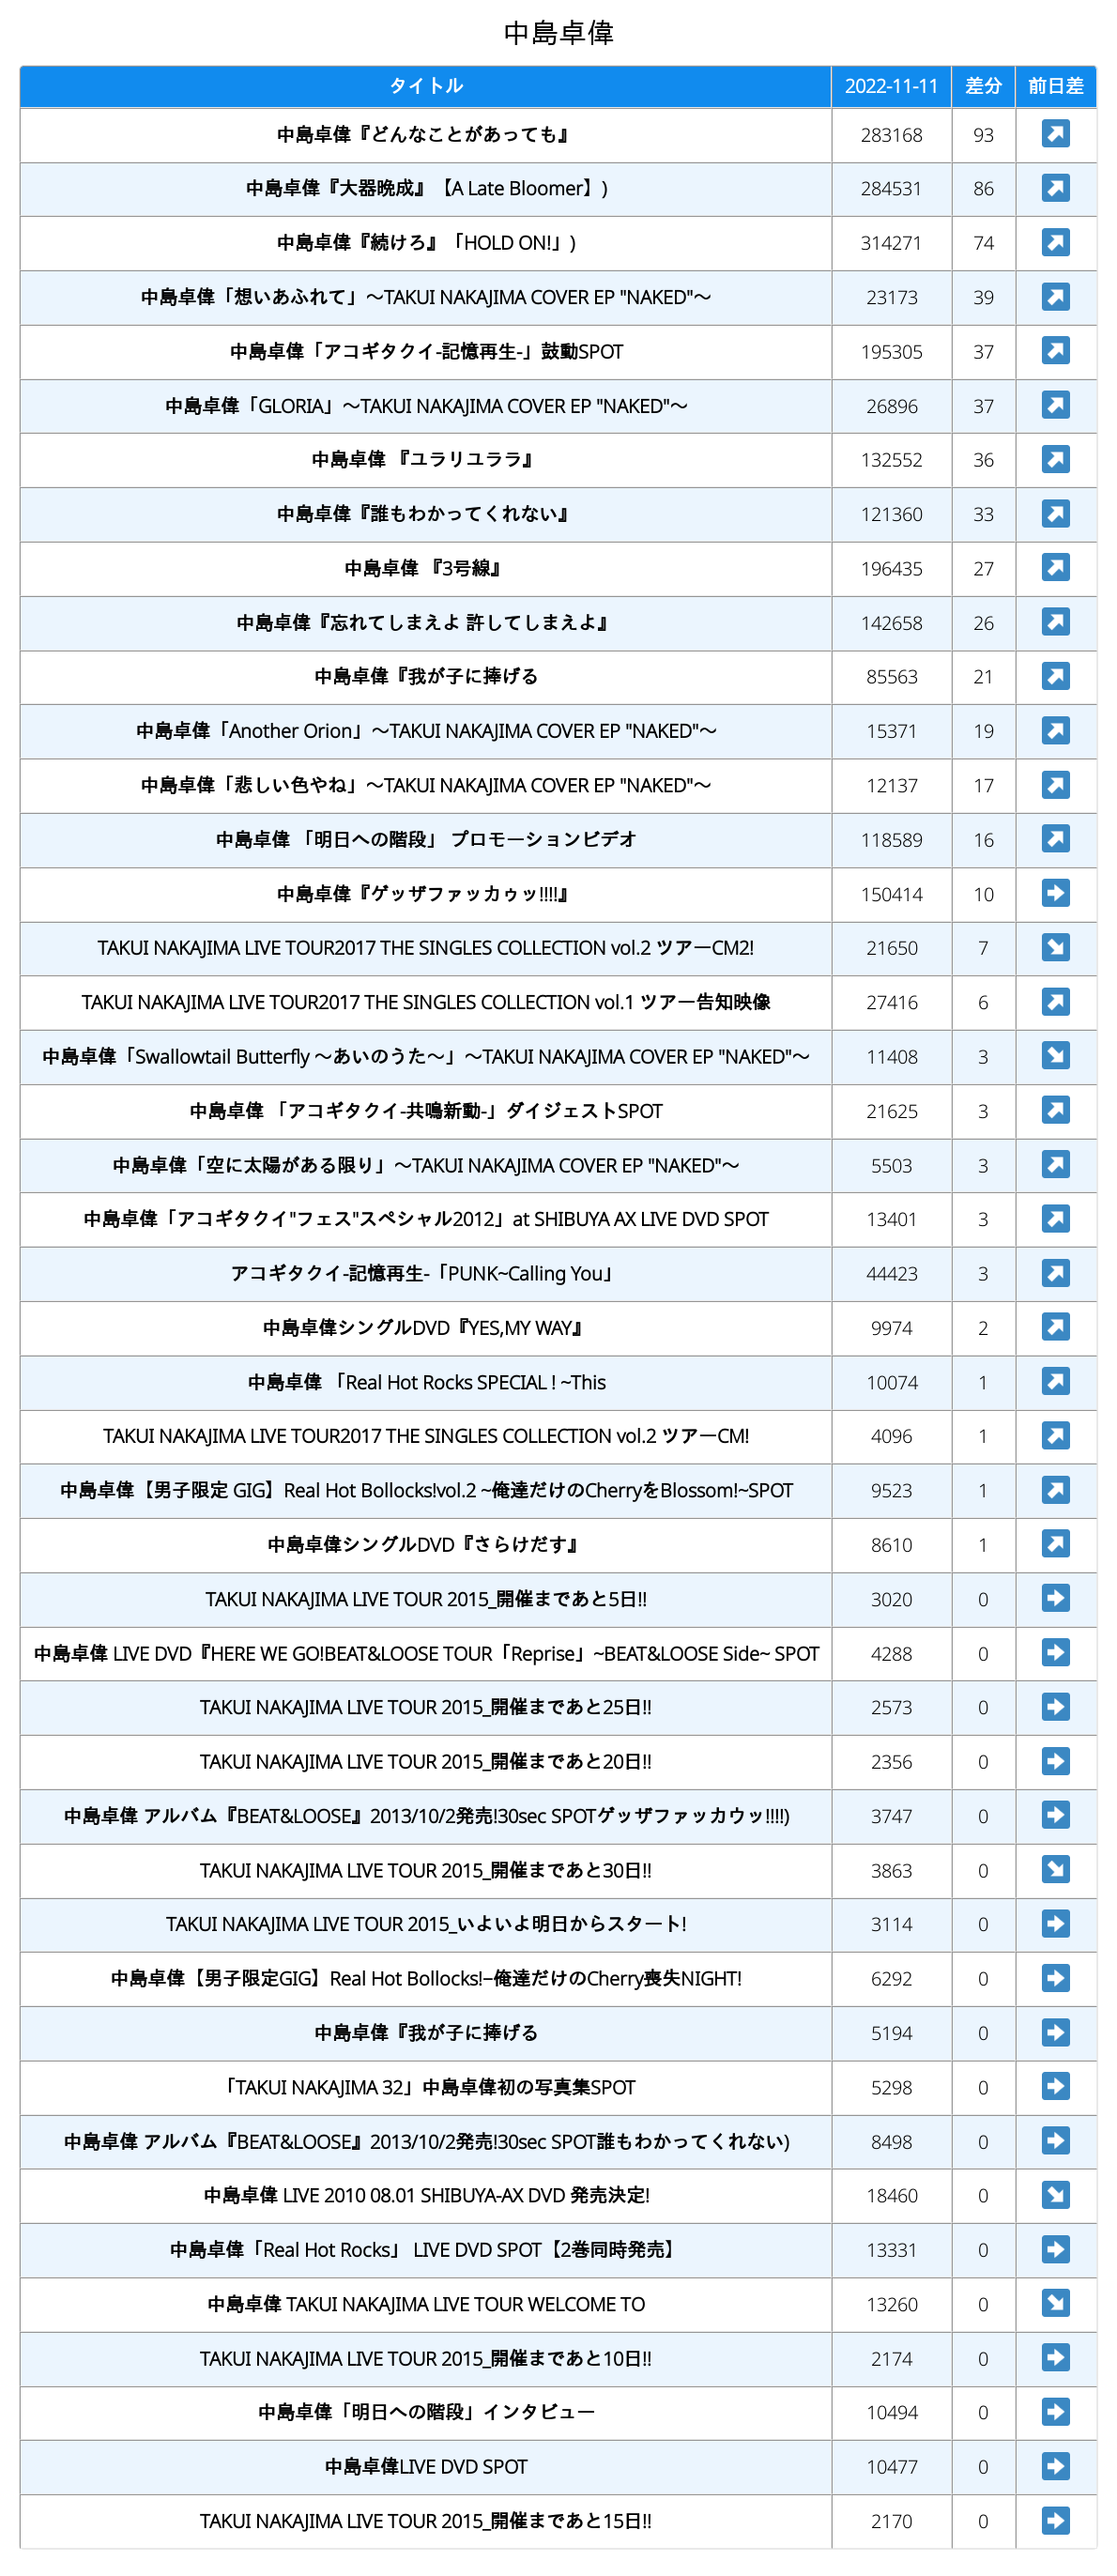 中島卓偉
タイトル 2022-11-11 差分 前日差
中島卓偉『どんなことがあっても』 283168 93 ↗
中島卓偉『大器晩成』【A Late Bloomer】) 284531 86 ↗
中島卓偉『続けろ』「HOLD ON!」) 314271 74 ↗
中島卓偉「想いあふれて」〜TAKUI NAKAJIMA COVER EP "NAKED"〜 23173 39 ↗
中島卓偉「アコギタクイ-記憶再生-」鼓動SPOT 195305 37 ↗
中島卓偉「GLORIA」〜TAKUI NAKAJIMA COVER EP "NAKED"〜 26896 37 ↗
中島卓偉 『ユラリユララ』 132552 36 ↗
中島卓偉『誰もわかってくれない』 121360 33 ↗
中島卓偉 『3号線』 196435 27 ↗
中島卓偉『忘れてしまえよ 許してしまえよ』 142658 26 ↗
中島卓偉『我が子に捧げる 85563 21 ↗
中島卓偉「Another Orion」〜TAKUI NAKAJIMA COVER EP "NAKED"〜 15371 19 ↗
中島卓偉「悲しい色やね」〜TAKUI NAKAJIMA COVER EP "NAKED"〜 12137 17 ↗
中島卓偉 「明日への階段」 プロモーションビデオ 118589 16 ↗
中島卓偉『ゲッザファッカゥッ!!!!』 150414 10 ➡
TAKUI NAKAJIMA LIVE TOUR2017 THE SINGLES COLLECTION vol.2 ツアーCM2! 21650 7 ↘
TAKUI NAKAJIMA LIVE TOUR2017 THE SINGLES COLLECTION vol.1 ツアー告知映像 27416 6 ↗
中島卓偉「Swallowtail Butterfly 〜あいのうた〜」〜TAKUI NAKAJIMA COVER EP "NAKED"〜 11408 3 ↘
中島卓偉 「アコギタクイ-共鳴新動-」ダイジェストSPOT 21625 3 ↗
中島卓偉「空に太陽がある限り」〜TAKUI NAKAJIMA COVER EP "NAKED"〜 5503 3 ↗
中島卓偉「アコギタクイ"フェス"スペシャル2012」at SHIBUYA AX LIVE DVD SPOT 13401 3 ↗
アコギタクイ-記憶再生-「PUNK~Calling You」 44423 3 ↗
中島卓偉シングルDVD『YES,MY WAY』 9974 2 ↗
中島卓偉 「Real Hot Rocks SPECIAL ! ~This 10074 1 ↗
TAKUI NAKAJIMA LIVE TOUR2017 THE SINGLES COLLECTION vol.2 ツアーCM! 4096 1 ↗
中島卓偉【男子限定 GIG】Real Hot Bollocks!vol.2 ~俺達だけのCherryをBlossom!~SPOT 9523 1 ↗
中島卓偉シングルDVD『さらけだす』 8610 1 ↗
TAKUI NAKAJIMA LIVE TOUR 2015_開催まであと5日!! 3020 0 ➡
中島卓偉 LIVE DVD『HERE WE GO!BEAT&LOOSE TOUR「Reprise」~BEAT&LOOSE Side~ SPOT 4288 0 ➡
TAKUI NAKAJIMA LIVE TOUR 2015_開催まであと25日!! 2573 0 ➡
TAKUI NAKAJIMA LIVE TOUR 2015_開催まであと20日!! 2356 0 ➡
中島卓偉 アルバム『BEAT&LOOSE』2013/10/2発売!30sec SPOTゲッザファッカウッ!!!!) 3747 0 ➡
TAKUI NAKAJIMA LIVE TOUR 2015_開催まであと30日!! 3863 0 ↘
TAKUI NAKAJIMA LIVE TOUR 2015_いよいよ明日からスタート! 3114 0 ➡
中島卓偉【男子限定GIG】Real Hot Bollocks!−俺達だけのCherry喪失NIGHT! 6292 0 ➡
中島卓偉『我が子に捧げる 5194 0 ➡
「TAKUI NAKAJIMA 32」中島卓偉初の写真集SPOT 5298 0 ➡
中島卓偉 アルバム『BEAT&LOOSE』2013/10/2発売!30sec SPOT誰もわかってくれない) 8498 0 ➡
中島卓偉 LIVE 2010 08.01 SHIBUYA-AX DVD 発売決定! 18460 0 ↘
中島卓偉「Real Hot Rocks」 LIVE DVD SPOT【2巻同時発売】 13331 0 ➡
中島卓偉 TAKUI NAKAJIMA LIVE TOUR WELCOME TO 13260 0 ↘
TAKUI NAKAJIMA LIVE TOUR 2015_開催まであと10日!! 2174 0 ➡
中島卓偉「明日への階段」インタビュー 10494 0 ➡
中島卓偉LIVE DVD SPOT 10477 0 ➡
TAKUI NAKAJIMA LIVE TOUR 2015_開催まであと15日!! 2170 0 ➡